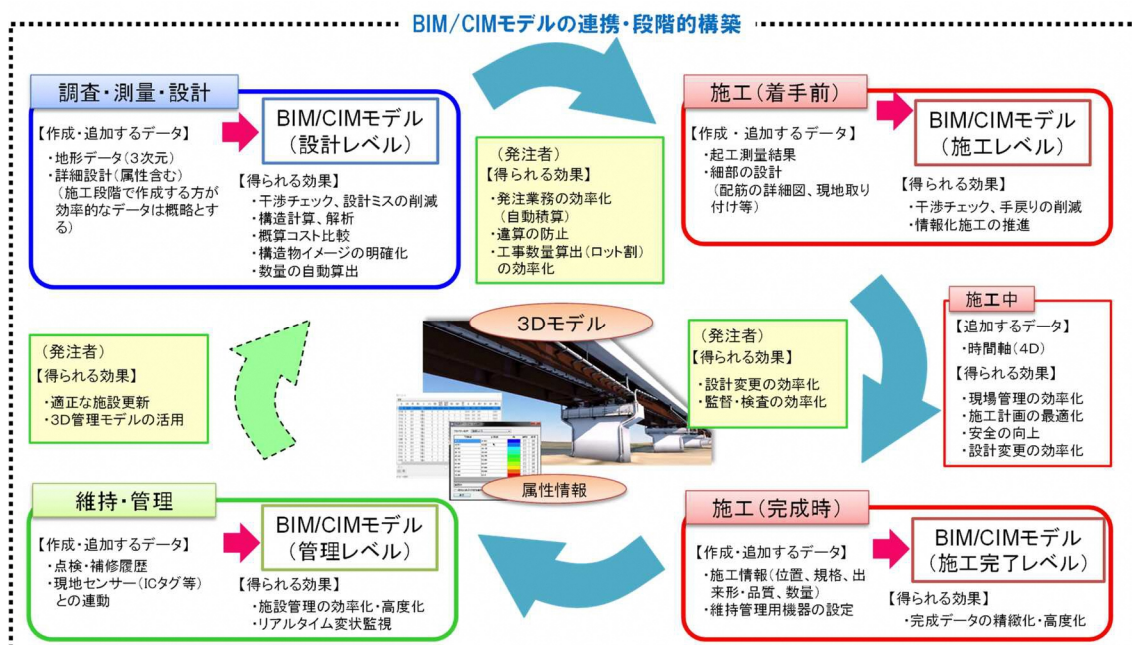 BIM/CIMモデルの連携・段階的構築
調査・測量・設計
【作成・追加するデータ】
・地形データ(3次元)
・詳細設計(属性含む)
(施工段階で作成する方が
効率的なデータは概略とす
る)
BIM/CIMモデル
(設計レベル)
【得られる効果】
・干渉チェック、設計ミスの削減
・構造計算、解析
・概算コスト比較
・構造物イメージの明確化
・数量の自動算出
(発注者)
【得られる効果】
・発注業務の効率化
(自動積算)
・違算の防止
・工事数量算出(ロット割)
の効率化
施工(着手前)
【作成・追加するデータ】
・起工測量結果
・細部の設計
(配筋の詳細図、現地取り
付け等)
BIM/CIMモデル
(施工レベル)
【得られる効果】
・干渉チェック、手戻りの削減
・情報化施工の推進
施工中
【追加するデータ】
・時間軸(4D)
【得られる効果】
・現場管理の効率化
・施工計画の最適化
・安全の向上
・設計変更の効率化
(発注者)
【得られる効果】
・設計変更の効率化
・監督・検査の効率化
3Dモデル
属性情報
(発注者)
【得られる効果】
・適正な施設更新
・3D管理モデルの活用
維持・管理
【作成・追加するデータ】
・点検・補修履歴
・現地センサー(ICタグ等)
との連動
BIM/CIMモデル
(管理レベル)
【得られる効果】
・施設管理の効率化・高度化
・リアルタイム変状監視
施工(完成時)
【作成・追加するデータ】
・施工情報(位置、規格、出
来形・品質、数量)
・維持管理用機器の設定
BIM/CIMモデル
(施工完了レベル)
【得られる効果】
・完成データの精緻化・高度化